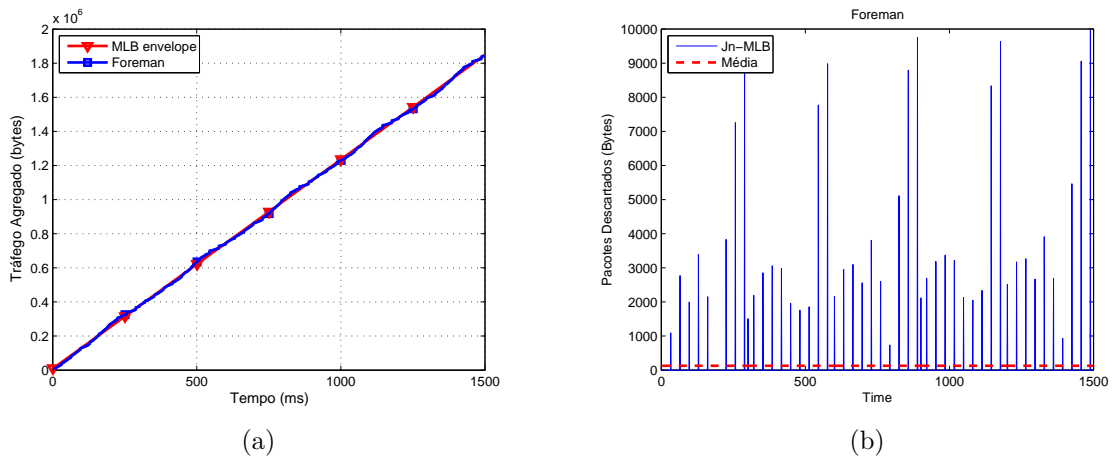 x 10^6
2
1.8
1.6
1.4
1.2
1
0.8
0.6
0.4
0.2
0
0 500 1000 1500
Tráfego Agregado (bytes)
Tempo (ms)
MLB envelope
Foreman
(a)
Foreman
10000
9000
8000
7000
6000
5000
4000
3000
2000
1000
0
0 500 1000 1500
Pacotes Descartados (Bytes)
Time
Jn-MLB
Média
(b)